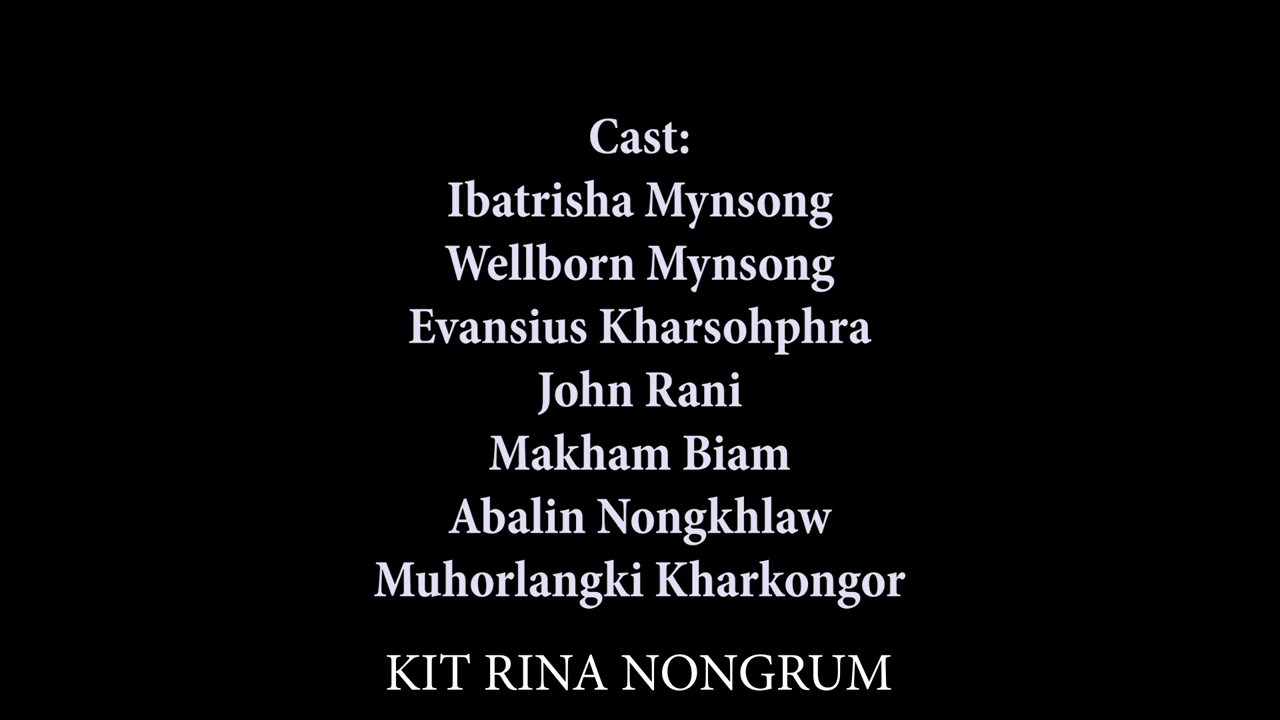 Cast:
Ibatrisha Mynsong
Wellborn Mynsong
Evansius Kharsohphra
John Rani
Makham Biam
Abalin Nongkhlaw
Muhorlangki Kharkongor
KIT RINA NONGRUM